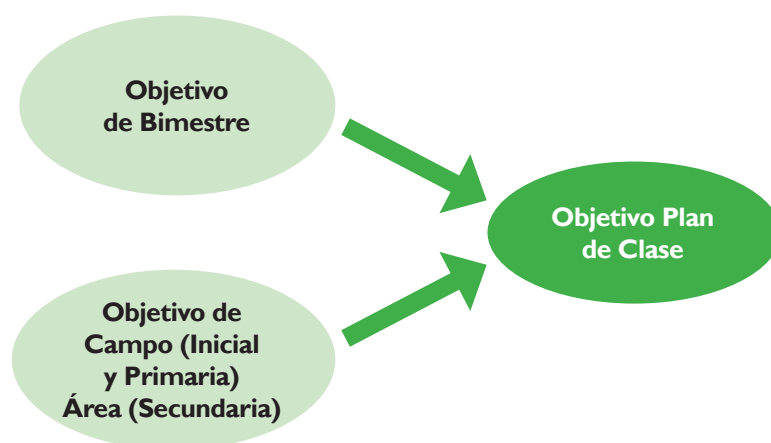 Objetivo
de Bimestre
Objetivo Plan
de Clase
Objetivo de
Campo (Inicial
y Primaria)
Área (Secundaria)